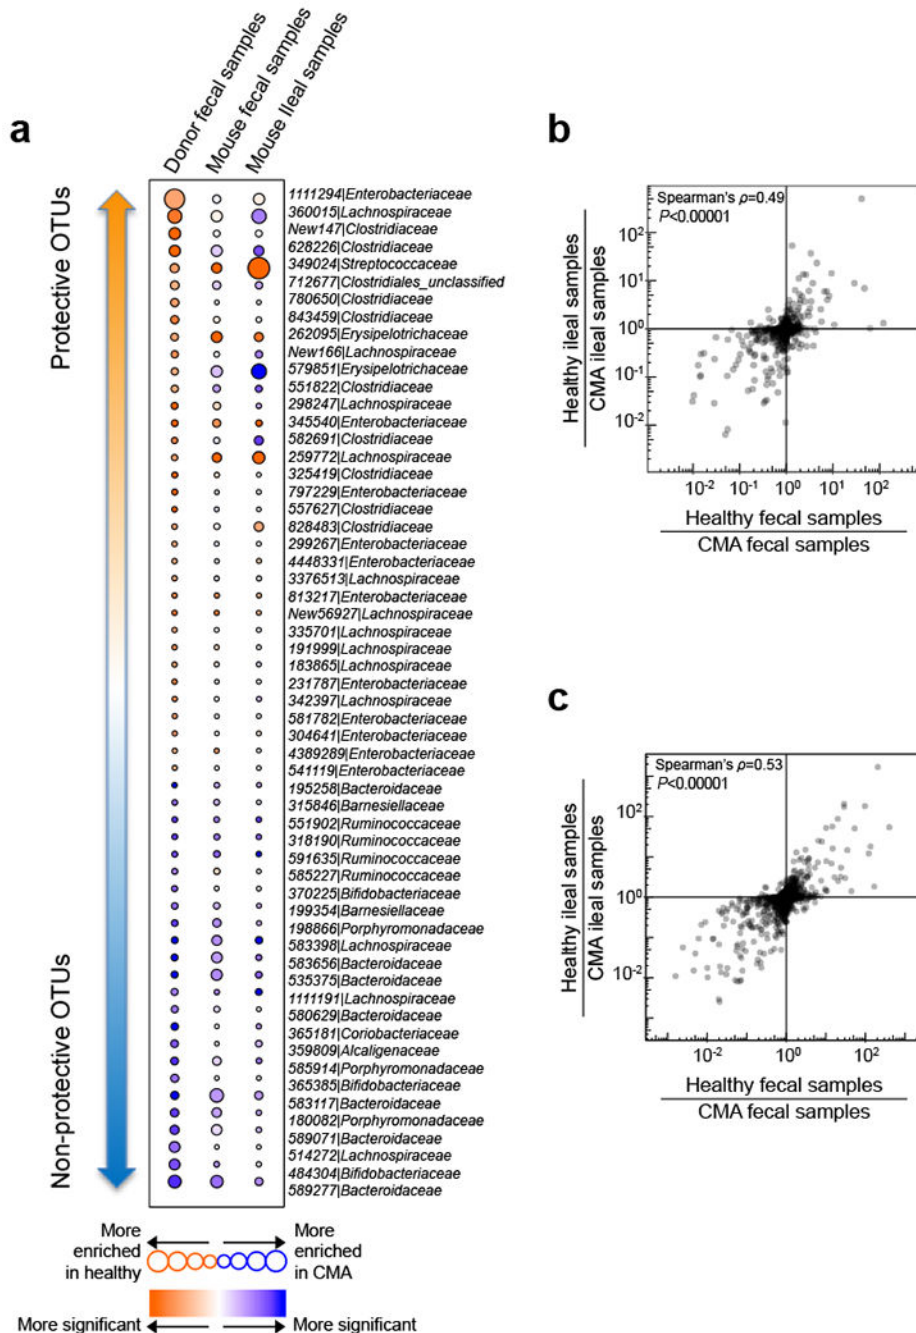 a
Donor fecal samples
Mouse fecal samples
Mouse Ileal samples
Protective OTUs
Non-protective OTUs
1111294|Enterobacteriaceae
360015|Lachnospiraceae
New147|Clostridiaceae
628226|Clostridiaceae
349024|Streptococcaceae
712677|Clostridiales_unclassified
780650|Clostridiaceae
843459|Clostridiaceae
262095|Erysipelotrichaceae
New166|Lachnospiraceae
579851|Erysipelotrichaceae
551822|Clostridiaceae
298247|Lachnospiraceae
345540|Enterobacteriaceae
582691|Clostridiaceae
259772|Lachnospiraceae
325419|Clostridiaceae
797229|Enterobacteriaceae
557627|Clostridiaceae
828483|Clostridiaceae
299267|Enterobacteriaceae
4448331|Enterobacteriaceae
3376513|Lachnospiraceae
813217|Enterobacteriaceae
New56927|Lachnospiraceae
335701|Lachnospiraceae
191999|Lachnospiraceae
183865|Lachnospiraceae
231787|Enterobacteriaceae
342397|Lachnospiraceae
581782|Enterobacteriaceae
304641|Enterobacteriaceae
4389289|Enterobacteriaceae
541119|Enterobacteriaceae
195258|Bacteroidaceae
315846|Barnesiellaceae
551902|Ruminococcaceae
318190|Ruminococcaceae
591635|Ruminococcaceae
585227|Ruminococcaceae
370225|Bifidobacteriaceae
199354|Barnesiellaceae
198866|Porphyromonadaceae
583398|Lachnospiraceae
583656|Bacteroidaceae
535375|Bacteroidaceae
1111191|Lachnospiraceae
580629|Bacteroidaceae
365181|Coriobacteriaceae
359809|Alcaligenaceae
585914|Porphyromonadaceae
365385|Bifidobacteriaceae
583117|Bacteroidaceae
180082|Porphyromonadaceae
589071|Bacteroidaceae
514272|Lachnospiraceae
484304|Bifidobacteriaceae
589277|Bacteroidaceae
More enriched in healthy
More enriched in CMA
More significant
More significant
b
Spearman's ρ=0.49
P<0.00001
Healthy ileal samples
CMA ileal samples
10²
10¹
10⁰
10⁻¹
10⁻²
10⁻² 10⁻¹ 10⁰ 10¹ 10²
Healthy fecal samples
CMA fecal samples
c
Spearman's ρ=0.53
P<0.00001
Healthy ileal samples
CMA ileal samples
10²
10⁰
10⁻²
10⁻² 10⁰ 10²
Healthy fecal samples
CMA fecal samples